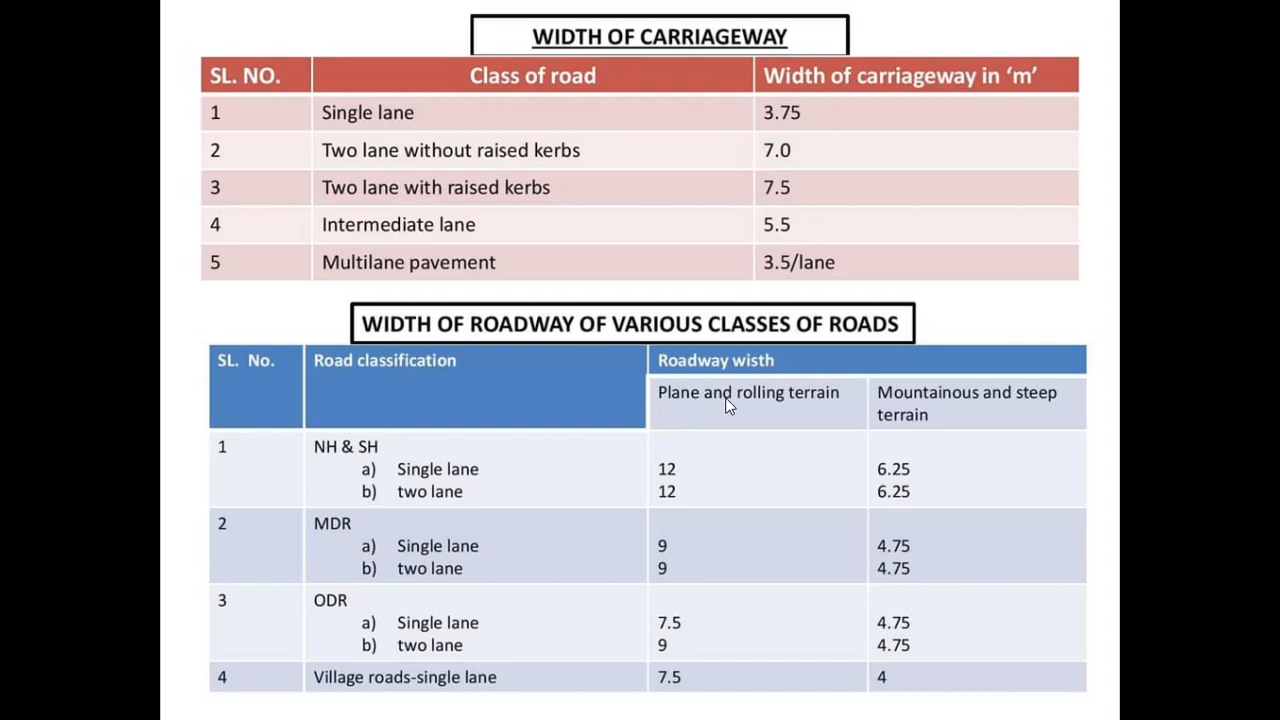 WIDTH OF CARRIAGEWAY
SL. NO. Class of road Width of carriageway in ‘m’
1 Single lane 3.75
2 Two lane without raised kerbs 7.0
3 Two lane with raised kerbs 7.5
4 Intermediate lane 5.5
5 Multilane pavement 3.5/lane
WIDTH OF ROADWAY OF VARIOUS CLASSES OF ROADS
SL. No. Road classification Roadway wisth
Plane and rolling terrain Mountainous and steep
terrain
1 NH & SH
a) Single lane 12 6.25
b) two lane 12 6.25
2 MDR
a) Single lane 9 4.75
b) two lane 9 4.75
3 ODR
a) Single lane 7.5 4.75
b) two lane 9 4.75
4 Village roads-single lane 7.5 4